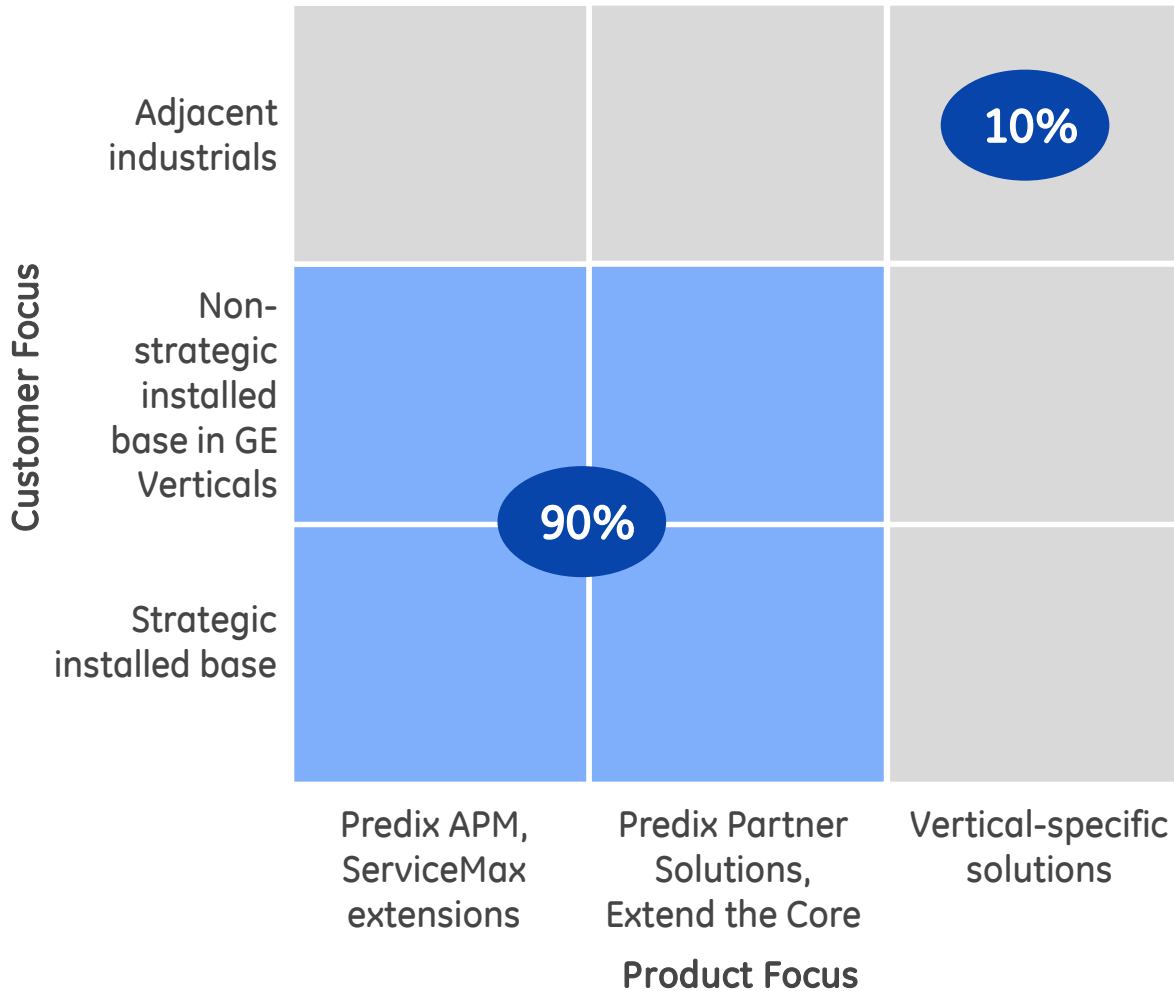 Customer Focus
Adjacent
industrials
10%
Non-
strategic
installed
base in GE
Verticals
90%
Strategic
installed base
Predix APM,
ServiceMax
extensions
Predix Partner
Solutions,
Extend the Core
Vertical-specific
solutions
Product Focus